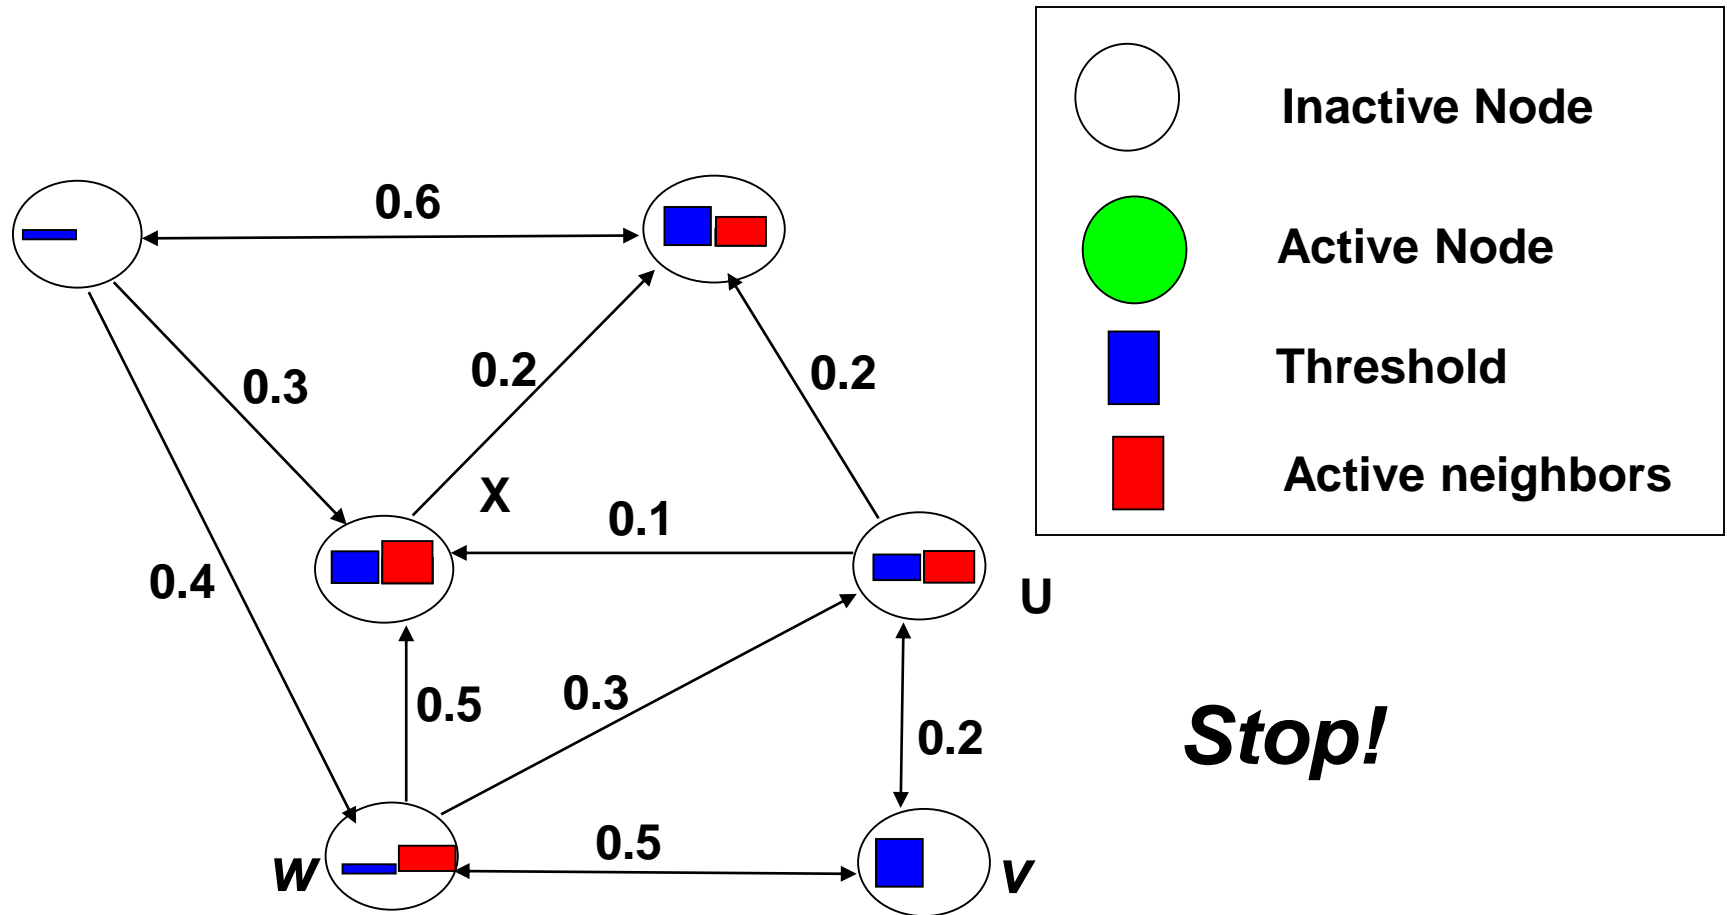 Inactive Node
0.6
Active Node
0.3
0.2
0.2
Threshold
Active neighbors
X
0.1
0.4
U
0.5
0.3
0.2
Stop!
0.5
w
v